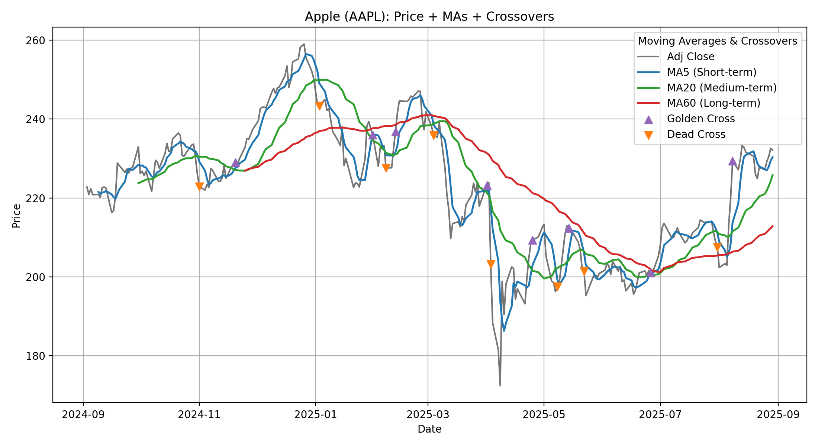 Apple (AAPL): Price + MAs + Crossovers
Moving Averages & Crossovers
Adj Close
MA5 (Short-term)
MA20 (Medium-term)
MA60 (Long-term)
Golden Cross
Dead Cross
Price
260
240
220
200
180
2024-09
2024-11
2025-01
2025-03
2025-05
2025-07
2025-09
Date